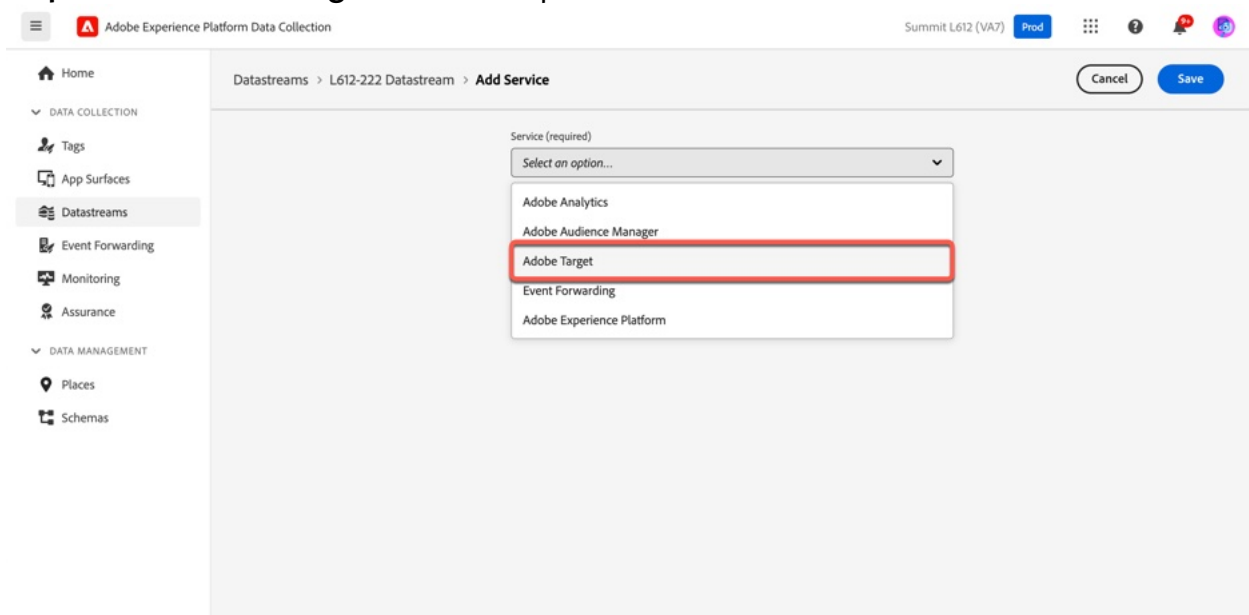 Adobe Experience Platform Data Collection
Summit L612 (VA7) Prod
9+
Home
Datastreams > L612-222 Datastream > Add Service
Cancel
Save
DATA COLLECTION
Tags
App Surfaces
Datastreams
Event Forwarding
Monitoring
Assurance
DATA MANAGEMENT
Places
Schemas
Service (required)
Select an option...
Adobe Analytics
Adobe Audience Manager
Adobe Target
Event Forwarding
Adobe Experience Platform